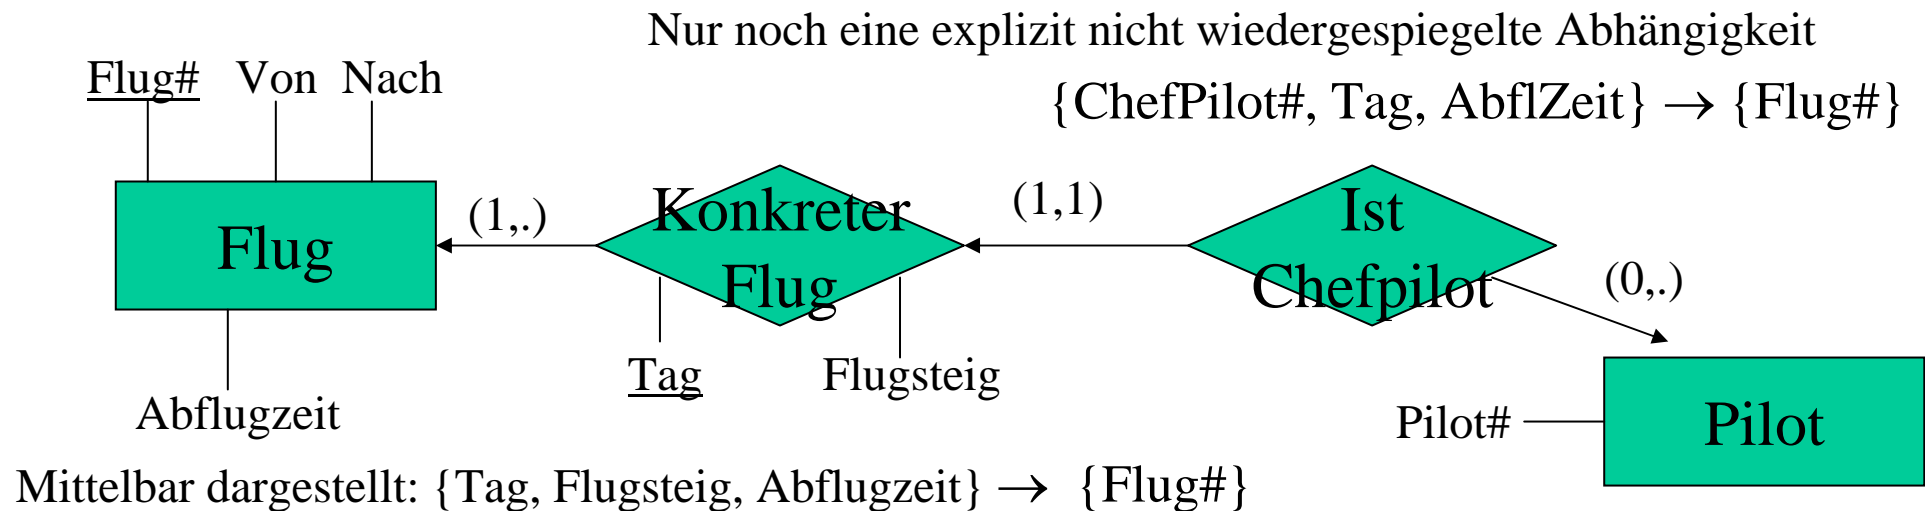 Nur noch eine explizit nicht wiedergespiegelte Abhängigkeit
{ChefPilot#, Tag, AbflZeit} → {Flug#}
Flug# Von Nach
Flug
(1,.)
Konkreter
Flug
(1,1)
Ist
Chefpilot
(0,.)
Tag
Flugsteig
Abflugzeit
Pilot#
Pilot
Mittelbar dargestellt: {Tag, Flugsteig, Abflugzeit} → {Flug#}